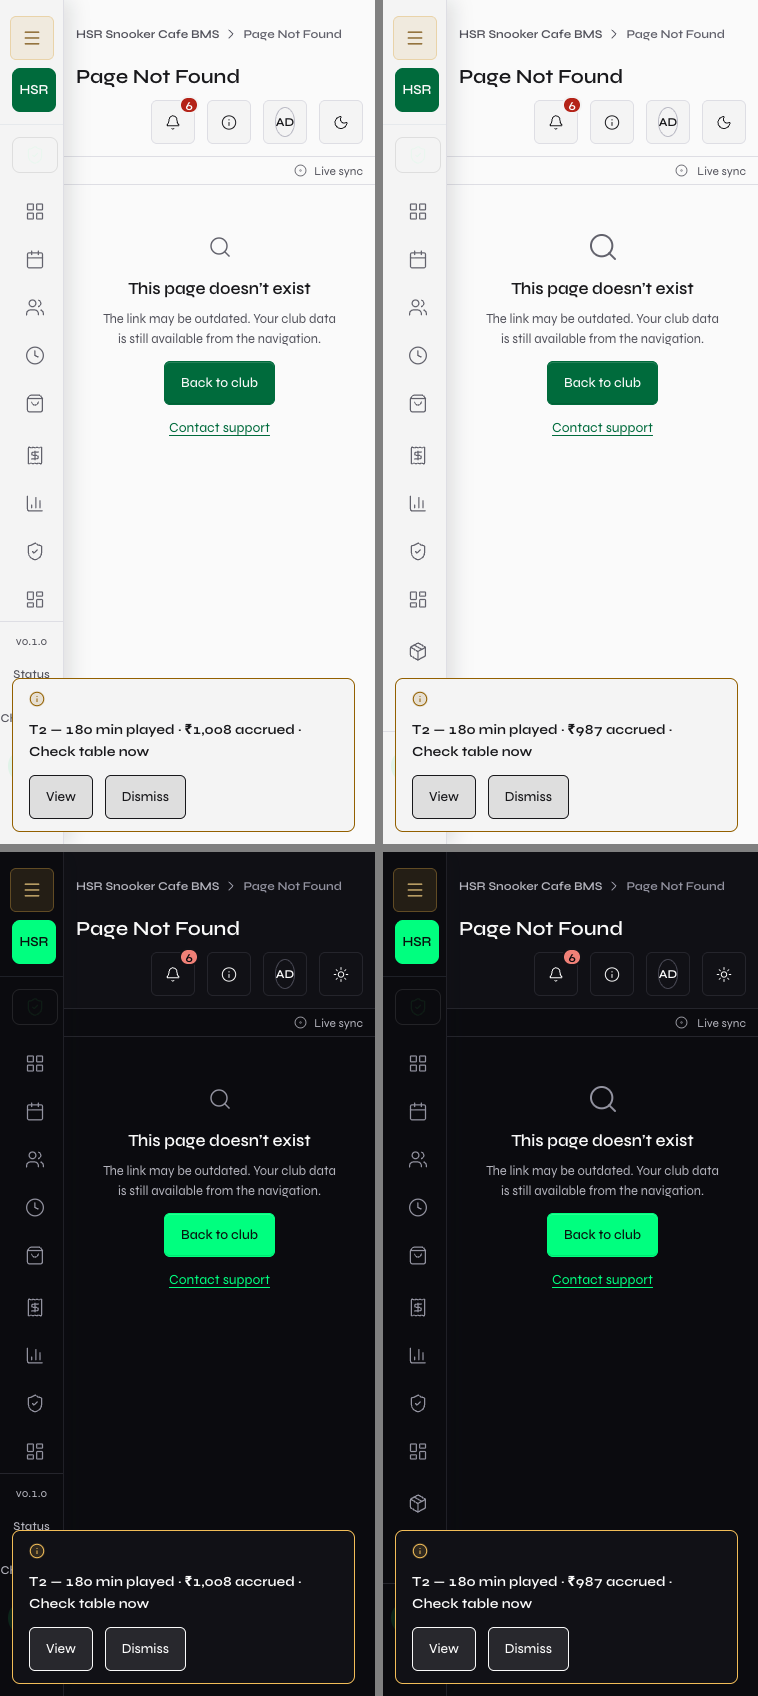 HSR Snooker Cafe BMS > Page Not Found
HSR
Page Not Found
6
AD
Live sync
This page doesn't exist
The link may be outdated. Your club data
is still available from the navigation.
Back to club
Contact support
v0.1.0
Status
T2 — 180 min played · ₹1,008 accrued ·
Check table now
View Dismiss
HSR Snooker Cafe BMS > Page Not Found
HSR
Page Not Found
6
AD
Live sync
This page doesn't exist
The link may be outdated. Your club data
is still available from the navigation.
Back to club
Contact support
T2 — 180 min played · ₹987 accrued ·
Check table now
View Dismiss
HSR Snooker Cafe BMS > Page Not Found
HSR
Page Not Found
6
AD
Live sync
This page doesn't exist
The link may be outdated. Your club data
is still available from the navigation.
Back to club
Contact support
v0.1.0
Status
T2 — 180 min played · ₹1,008 accrued ·
Check table now
View Dismiss
HSR Snooker Cafe BMS > Page Not Found
HSR
Page Not Found
6
AD
Live sync
This page doesn't exist
The link may be outdated. Your club data
is still available from the navigation.
Back to club
Contact support
T2 — 180 min played · ₹987 accrued ·
Check table now
View Dismiss